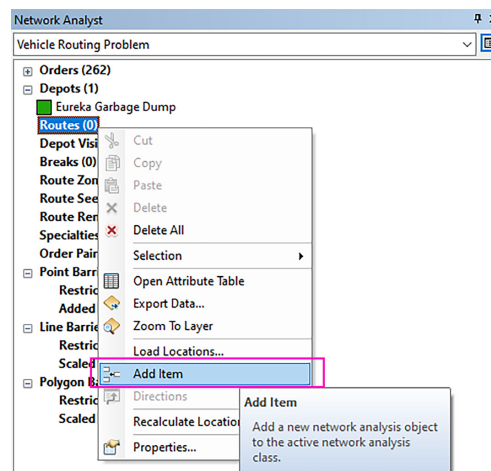 Network Analyst
Vehicle Routing Problem
Orders (262)
Depots (1)
Eureka Garbage Dump
Routes (0)
Depot Visi
Breaks (0)
Route Zon
Route See
Route Ren
Specialties
Order Pair
Point Barri
Restric
Added
Line Barrie
Restric
Scaled
Polygon Ba
Restric
Scaled
Cut
Copy
Paste
Delete
Delete All
Selection
Open Attribute Table
Export Data...
Zoom To Layer
Load Locations...
Add Item
Directions
Recalculate Location
Properties...
Add Item
Add a new network analysis object
to the active network analysis
class.